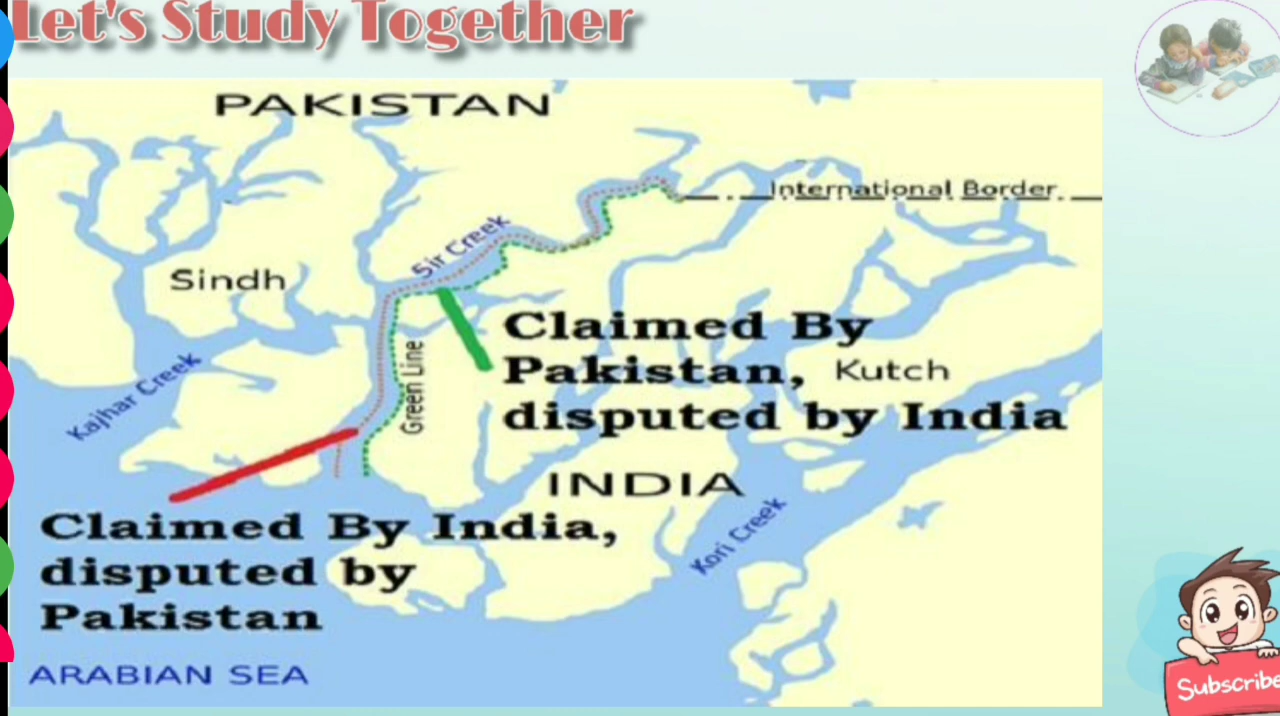 Let's Study Together
PAKISTAN
International Border
Sir Creek
Sindh
Claimed By
Pakistan,
disputed by India
Kutch
Green Line
Kajhar Creek
INDIA
Claimed By India,
disputed by
Pakistan
Kori Creek
ARABIAN SEA
Subscribe